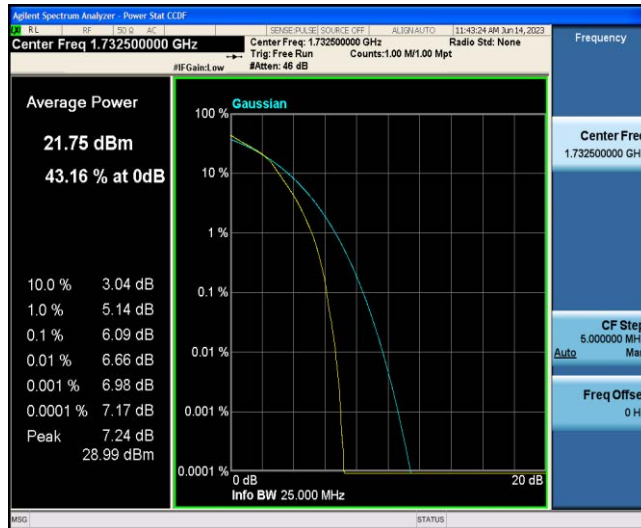 Agilent Spectrum Analyzer - Power Stat CCDF
RL RF 50 Ω AC SENSE:PULSE SOURCE OFF ALIGN AUTO 11:43:24 AM Jun 14, 2023
Center Freq 1.732500000 GHz
Center Freq: 1.732500000 GHz Radio Std: None
Trig: Free Run Counts:1.00 M/1.00 Mpt
#IFGain:Low #Atten: 46 dB
Frequency
Average Power
21.75 dBm
43.16 % at 0dB
10.0 % 3.04 dB
1.0 % 5.14 dB
0.1 % 6.09 dB
0.01 % 6.66 dB
0.001 % 6.98 dB
0.0001 % 7.17 dB
Peak 7.24 dB
28.99 dBm
Gaussian
100 %
10 %
1 %
0.1 %
0.01 %
0.001 %
0.0001 %
0 dB 20 dB
Info BW 25.000 MHz
Center Fre
1.732500000 GH
CF Step
5.000000 MH
Auto Ma
Freq Offse
0 H
MSG STATUS